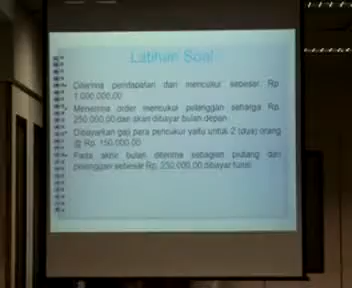 Latihan Soal
Diterima pendapatan dari mencukur sebesar Rp
1.000.000,00
Menerima order mencukur pelanggan seharga Rp.
250.000,00 dan akan dibayar bulan depan
Dibayarkan gaji para pencukur yaitu untuk 2 (dua) orang
@ Rp. 150.000,00
Pada akhir bulan diterima sebagian piutang dari
pelanggan sebesar Rp. 250.000,00 dibayar tunai